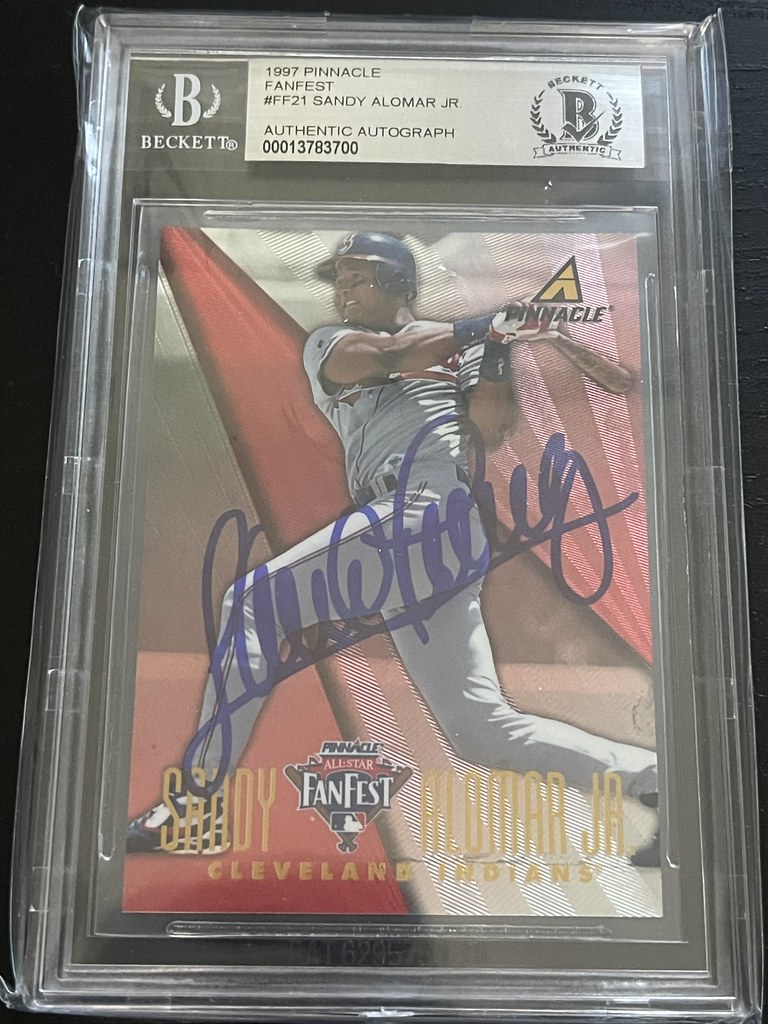 1997 PINNACLE
FANFEST
#FF21 SANDY ALOMAR JR.
AUTHENTIC AUTOGRAPH
00013783700
B
BECKETT®
BECKETT
B
AUTHENTIC
PINNACLE®
PINNACLE
ALL-STAR
FANFEST
SANDY ALOMAR JR.
CLEVELAND INDIANS